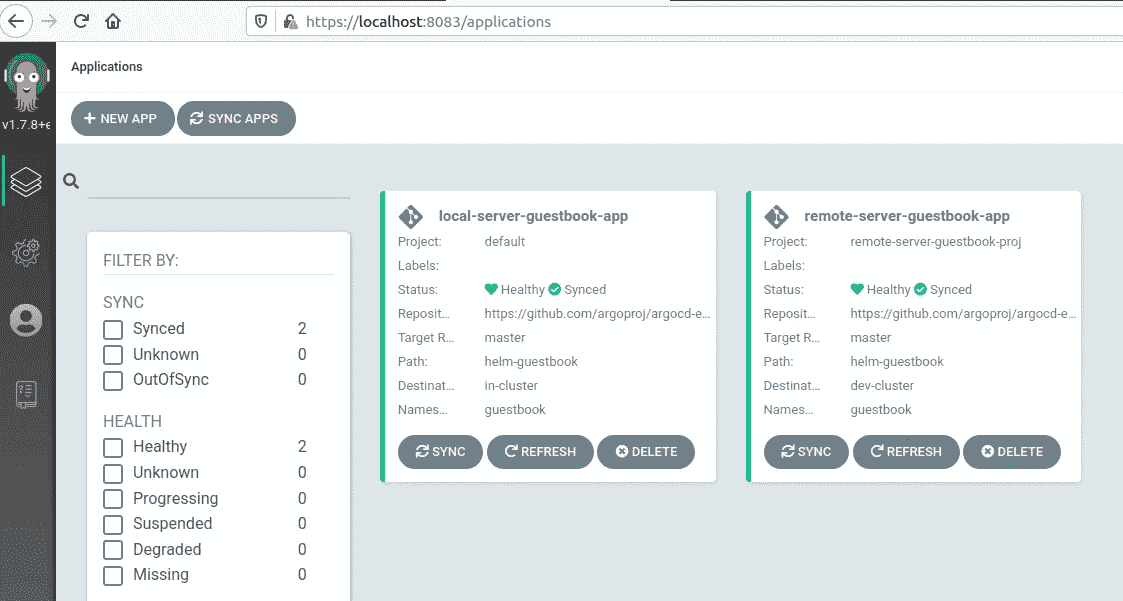 https://localhost:8083/applications
Applications
v1.7.8+e
NEW APP
SYNC APPS
FILTER BY:
SYNC
Synced 2
Unknown 0
OutOfSync 0
HEALTH
Healthy 2
Unknown 0
Progressing 0
Suspended 0
Degraded 0
Missing 0
local-server-guestbook-app
Project: default
Labels:
Status: Healthy Synced
Reposit... https://github.com/argoproj/argocd-e...
Target R... master
Path: helm-guestbook
Destinat... in-cluster
Names... guestbook
SYNC REFRESH DELETE
remote-server-guestbook-app
Project: remote-server-guestbook-proj
Labels:
Status: Healthy Synced
Reposit... https://github.com/argoproj/argocd-e...
Target R... master
Path: helm-guestbook
Destinat... dev-cluster
Names... guestbook
SYNC REFRESH DELETE